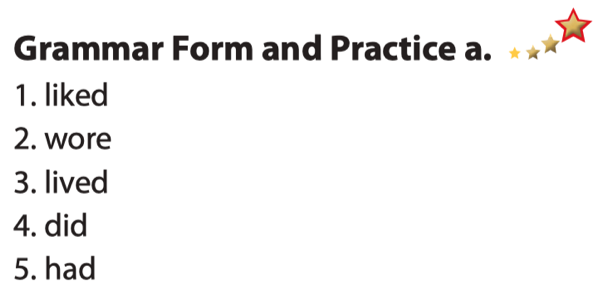 Grammar Form and Practice a.
1. liked
2. wore
3. lived
4. did
5. had